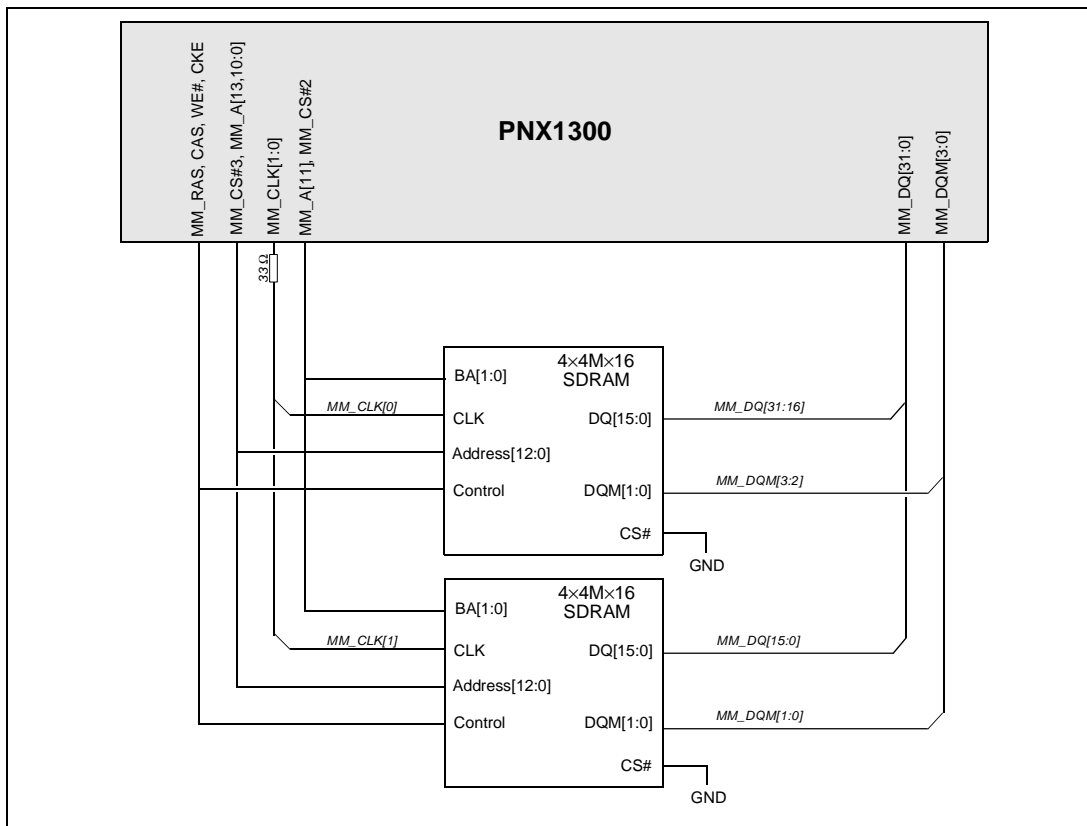 MM_RAS, CAS, WE#, CKE
MM_CS#3, MM_A[13,10:0]
MM_CLK[1:0]
MM_A[11], MM_CS#2
PNX1300
MM_DQ[31:0]
MM_DQM[3:0]
33 Ω
4×4M×16
SDRAM
BA[1:0]
MM_CLK[0]
CLK
DQ[15:0]
MM_DQ[31:16]
Address[12:0]
Control
DQM[1:0]
MM_DQM[3:2]
CS#
GND
4×4M×16
SDRAM
BA[1:0]
MM_CLK[1]
CLK
DQ[15:0]
MM_DQ[15:0]
Address[12:0]
Control
DQM[1:0]
MM_DQM[1:0]
CS#
GND